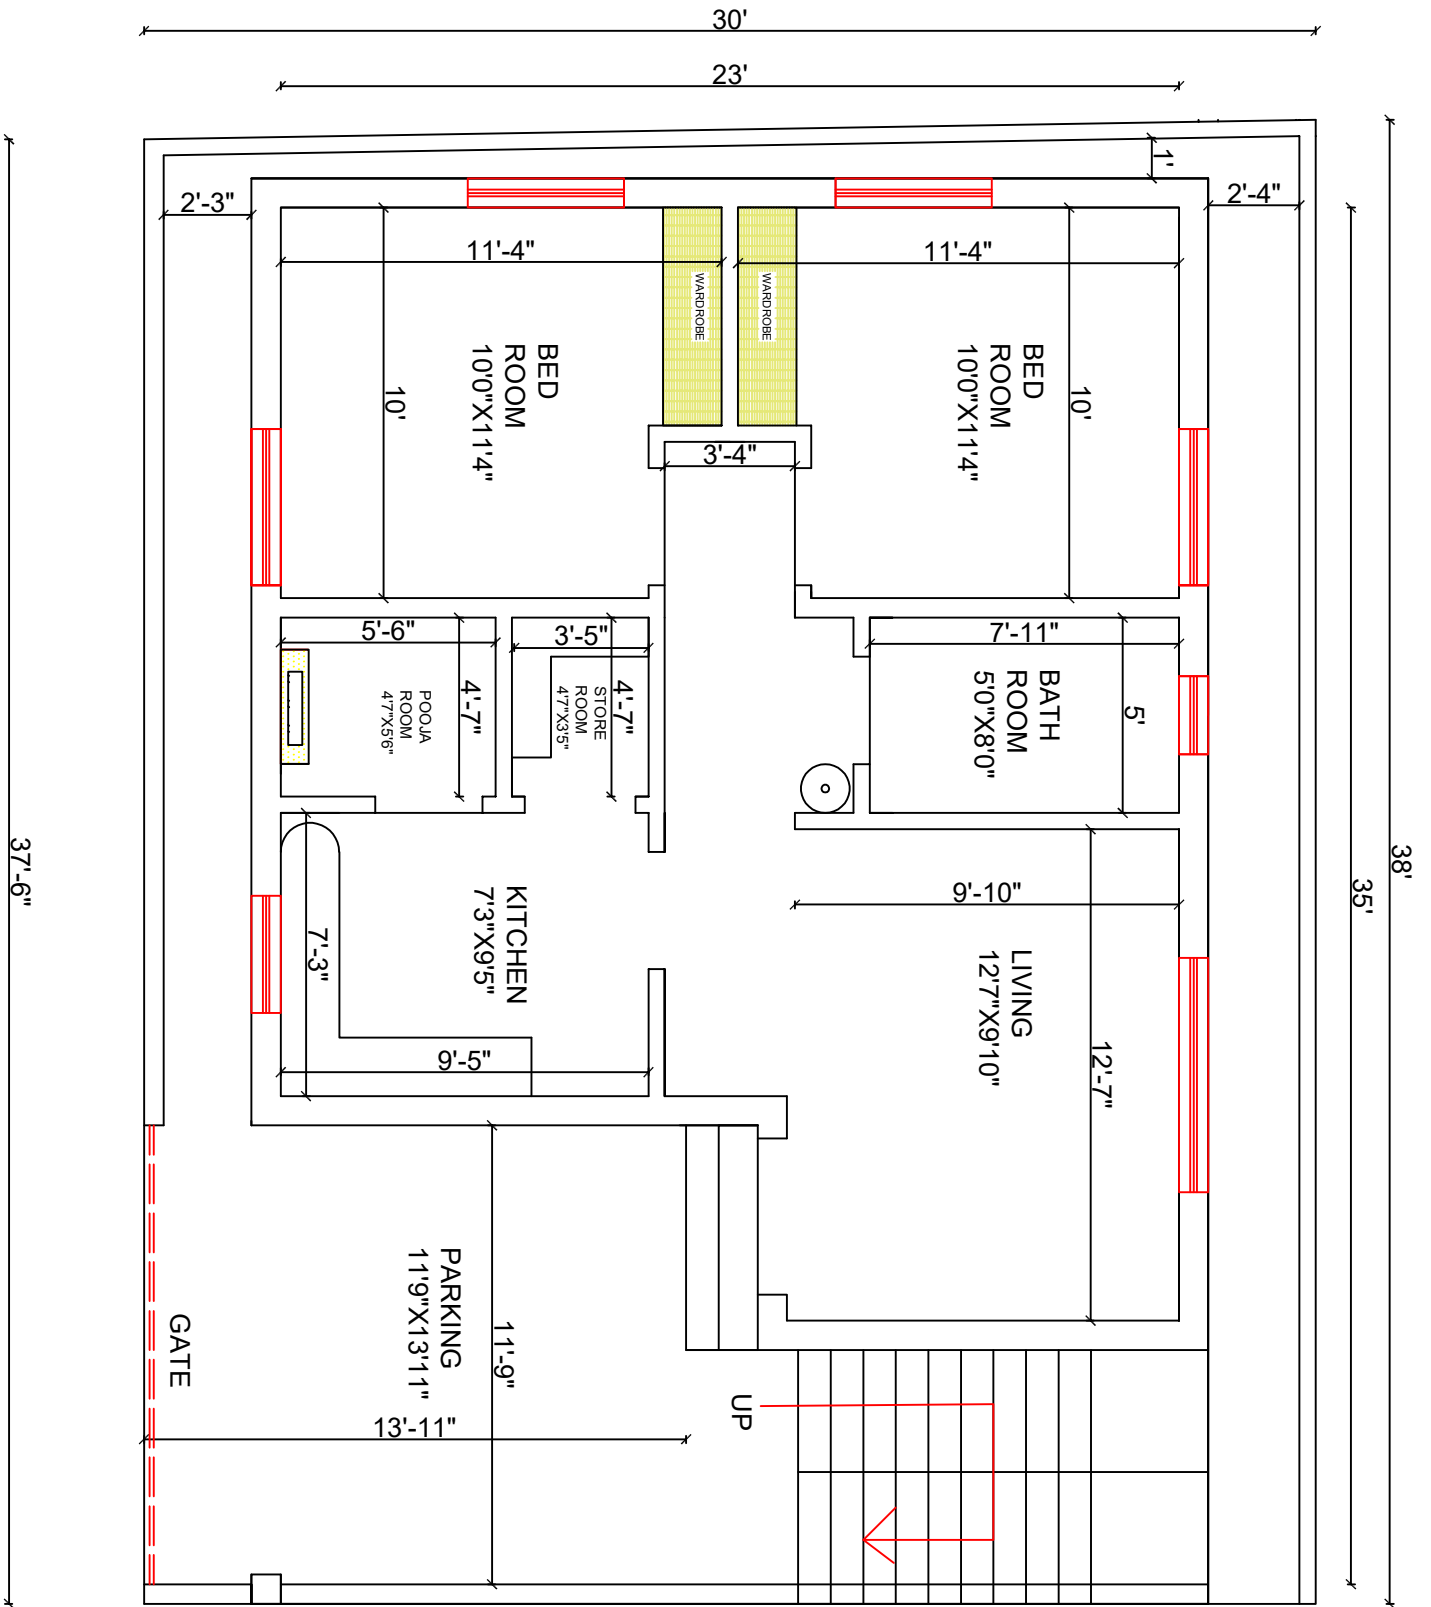 30'
23'
1'
2'-3"
2'-4"
11'-4"
11'-4"
WARDROBE
WARDROBE
BED
ROOM
10'0"X11'4"
10'
BED
ROOM
10'0"X11'4"
10'
3'-4"
5'-6"
3'-5"
7'-11"
POOJA
ROOM
4'7"X5'6"
4'-7"
STORE
ROOM
4'7"X3'5"
4'-7"
BATH
ROOM
5'0"X8'0"
5'
37'-6"
38'
35'
9'-10"
KITCHEN
7'3"X9'5"
7'-3"
9'-5"
LIVING
12'7"X9'10"
12'-7"
PARKING
11'9"X13'11"
11'-9"
GATE
13'-11"
UP